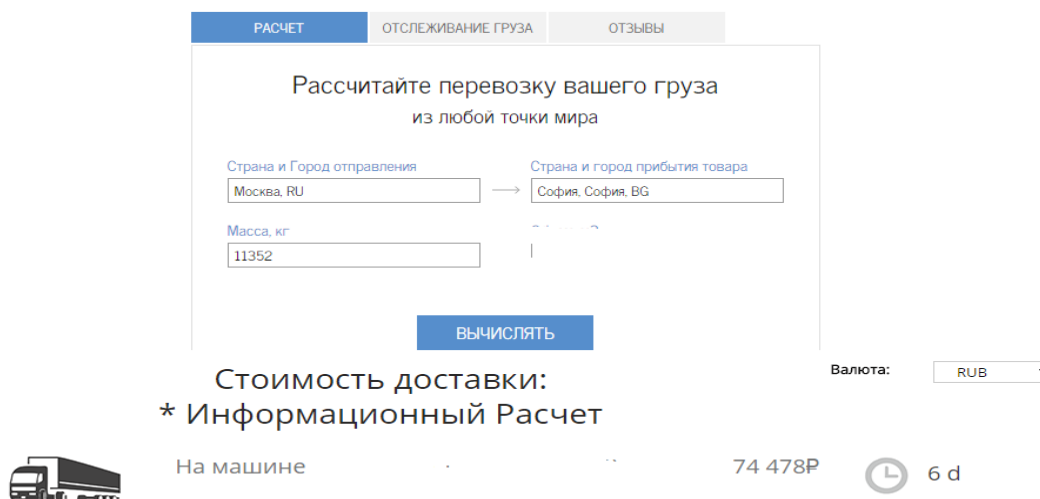 РАСЧЕТ ОТСЛЕЖИВАНИЕ ГРУЗА ОТЗЫВЫ
Рассчитайте перевозку вашего груза
из любой точки мира
Страна и Город отправления Страна и город прибытия товара
Москва, RU София, София, BG
Масса, кг
11352
ВЫЧИСЛЯТЬ
Стоимость доставки: Валюта: RUB
* Информационный Расчет
На машине 74 478₽ 6 d